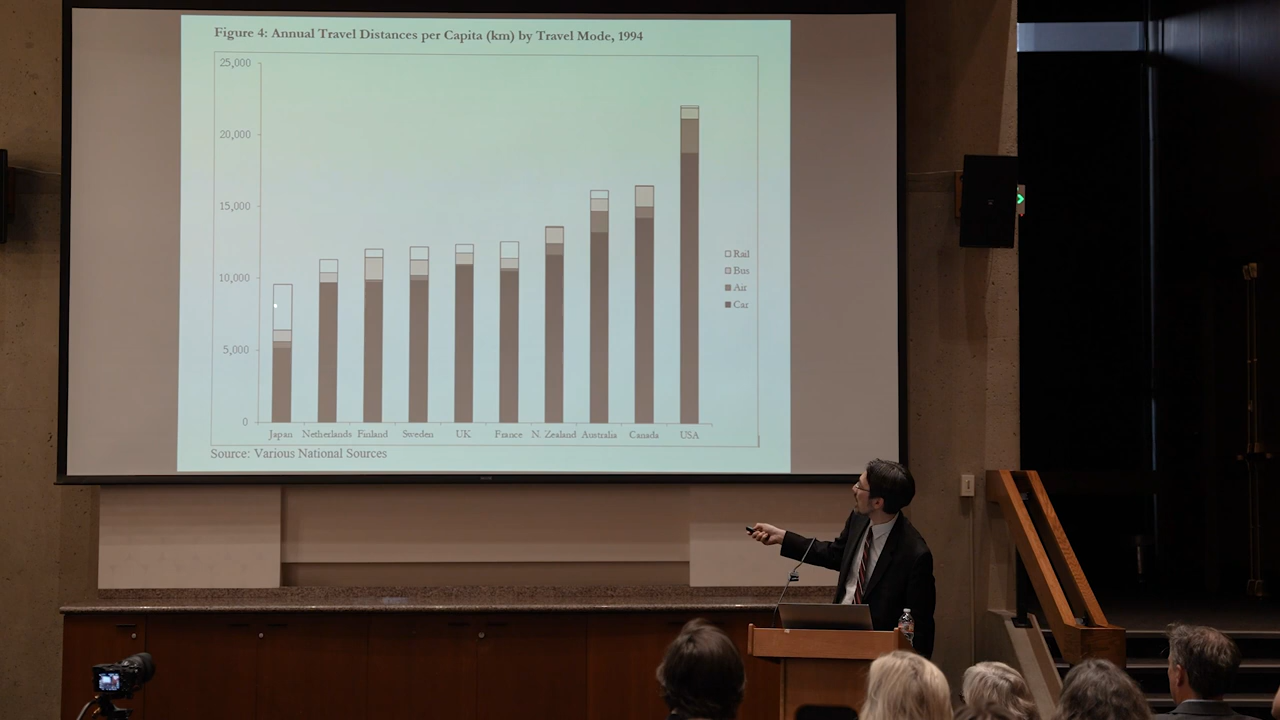 Figure 4: Annual Travel Distances per Capita (km) by Travel Mode, 1994
25,000
20,000
15,000
10,000
5,000
0
Rail
Bus
Air
Car
Japan Netherlands Finland Sweden UK France N. Zealand Australia Canada USA
Source: Various National Sources